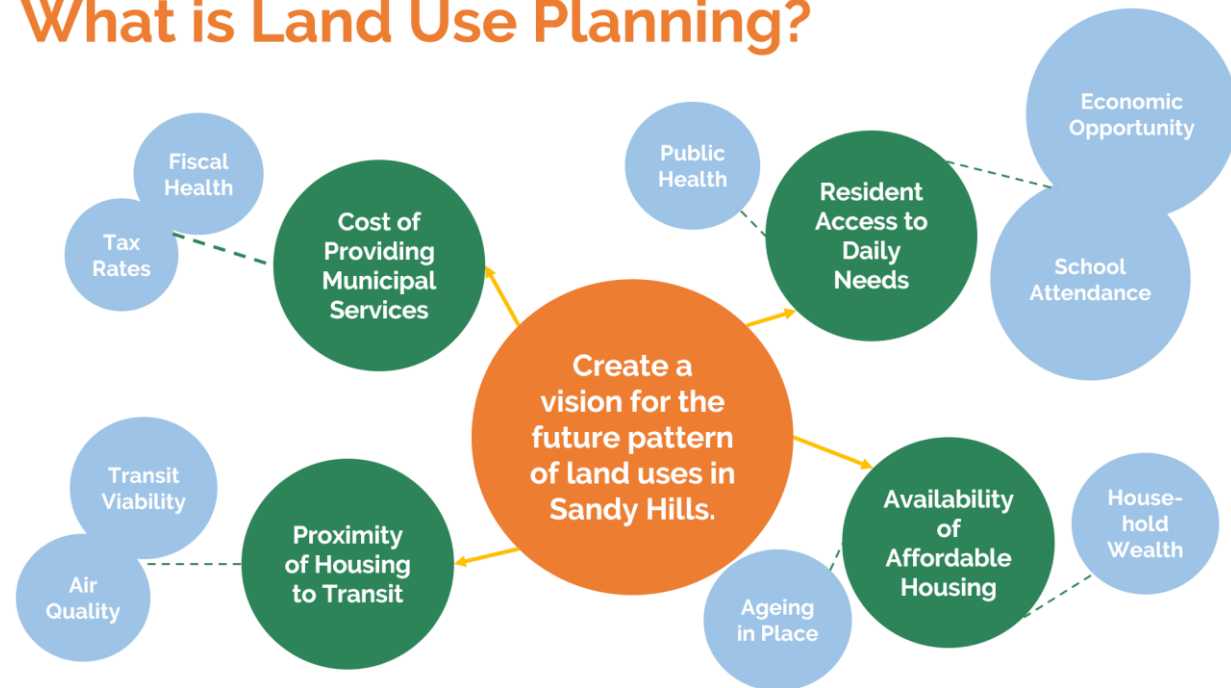 What is Land Use Planning?
Fiscal
Health
Tax
Rates
Cost of
Providing
Municipal
Services
Public
Health
Resident
Access to
Daily
Needs
Economic
Opportunity
School
Attendance
Create a
vision for the
future pattern
of land uses in
Sandy Hills.
Transit
Viability
Air
Quality
Proximity
of Housing
to Transit
Availability
of
Affordable
Housing
House-
hold
Wealth
Ageing
in Place